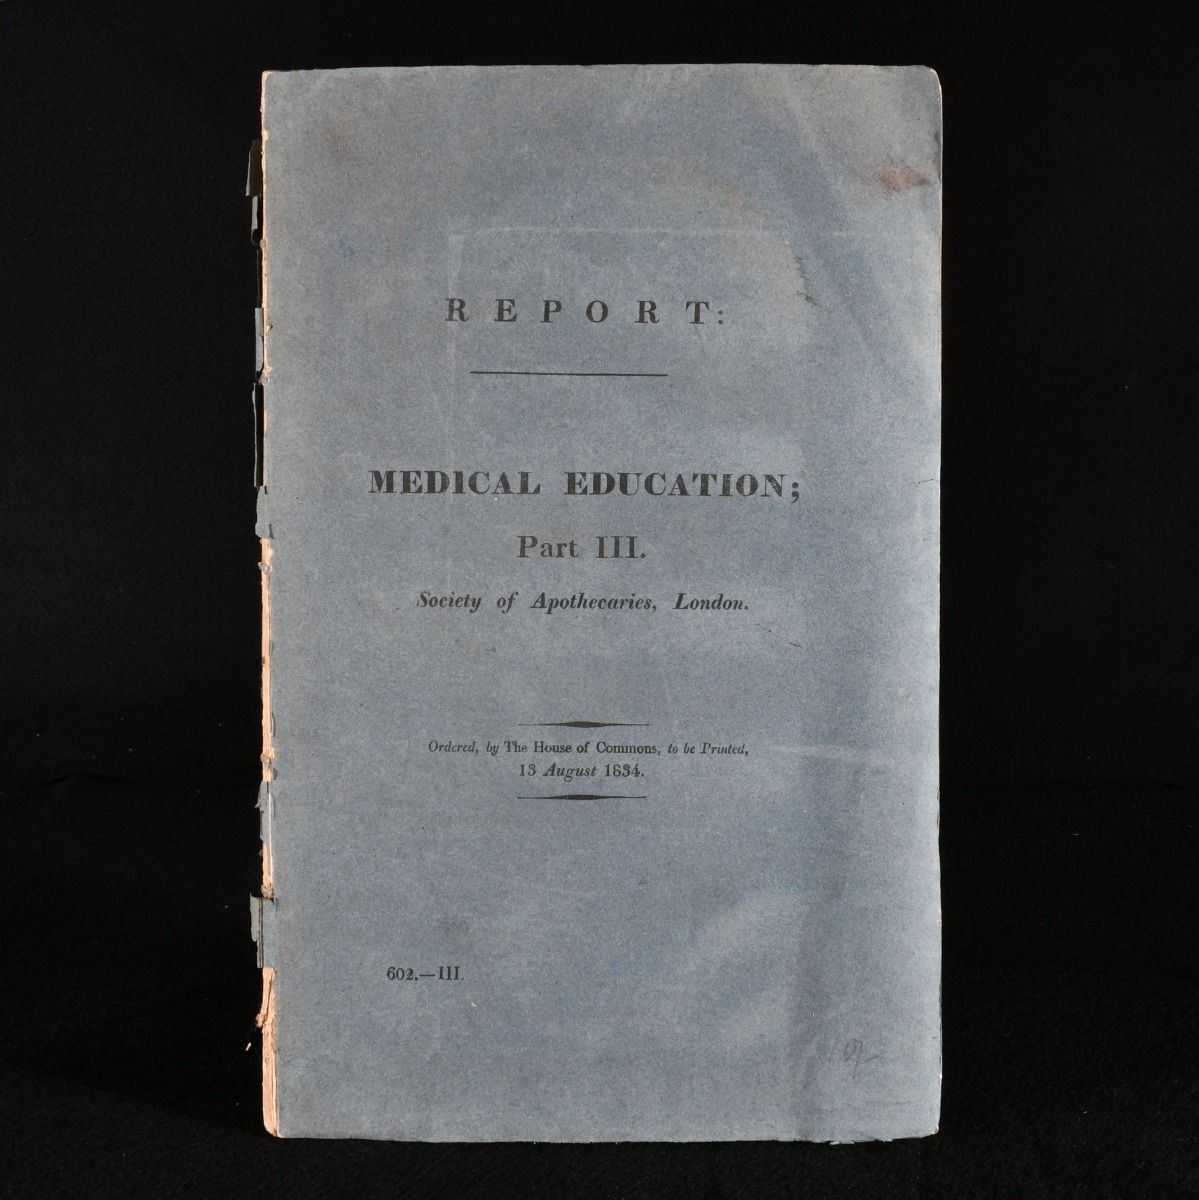 REPORT:
MEDICAL EDUCATION;
Part III.
Society of Apothecaries, London.
Ordered, by The House of Commons, to be Printed,
13 August 1834.
602.—III.